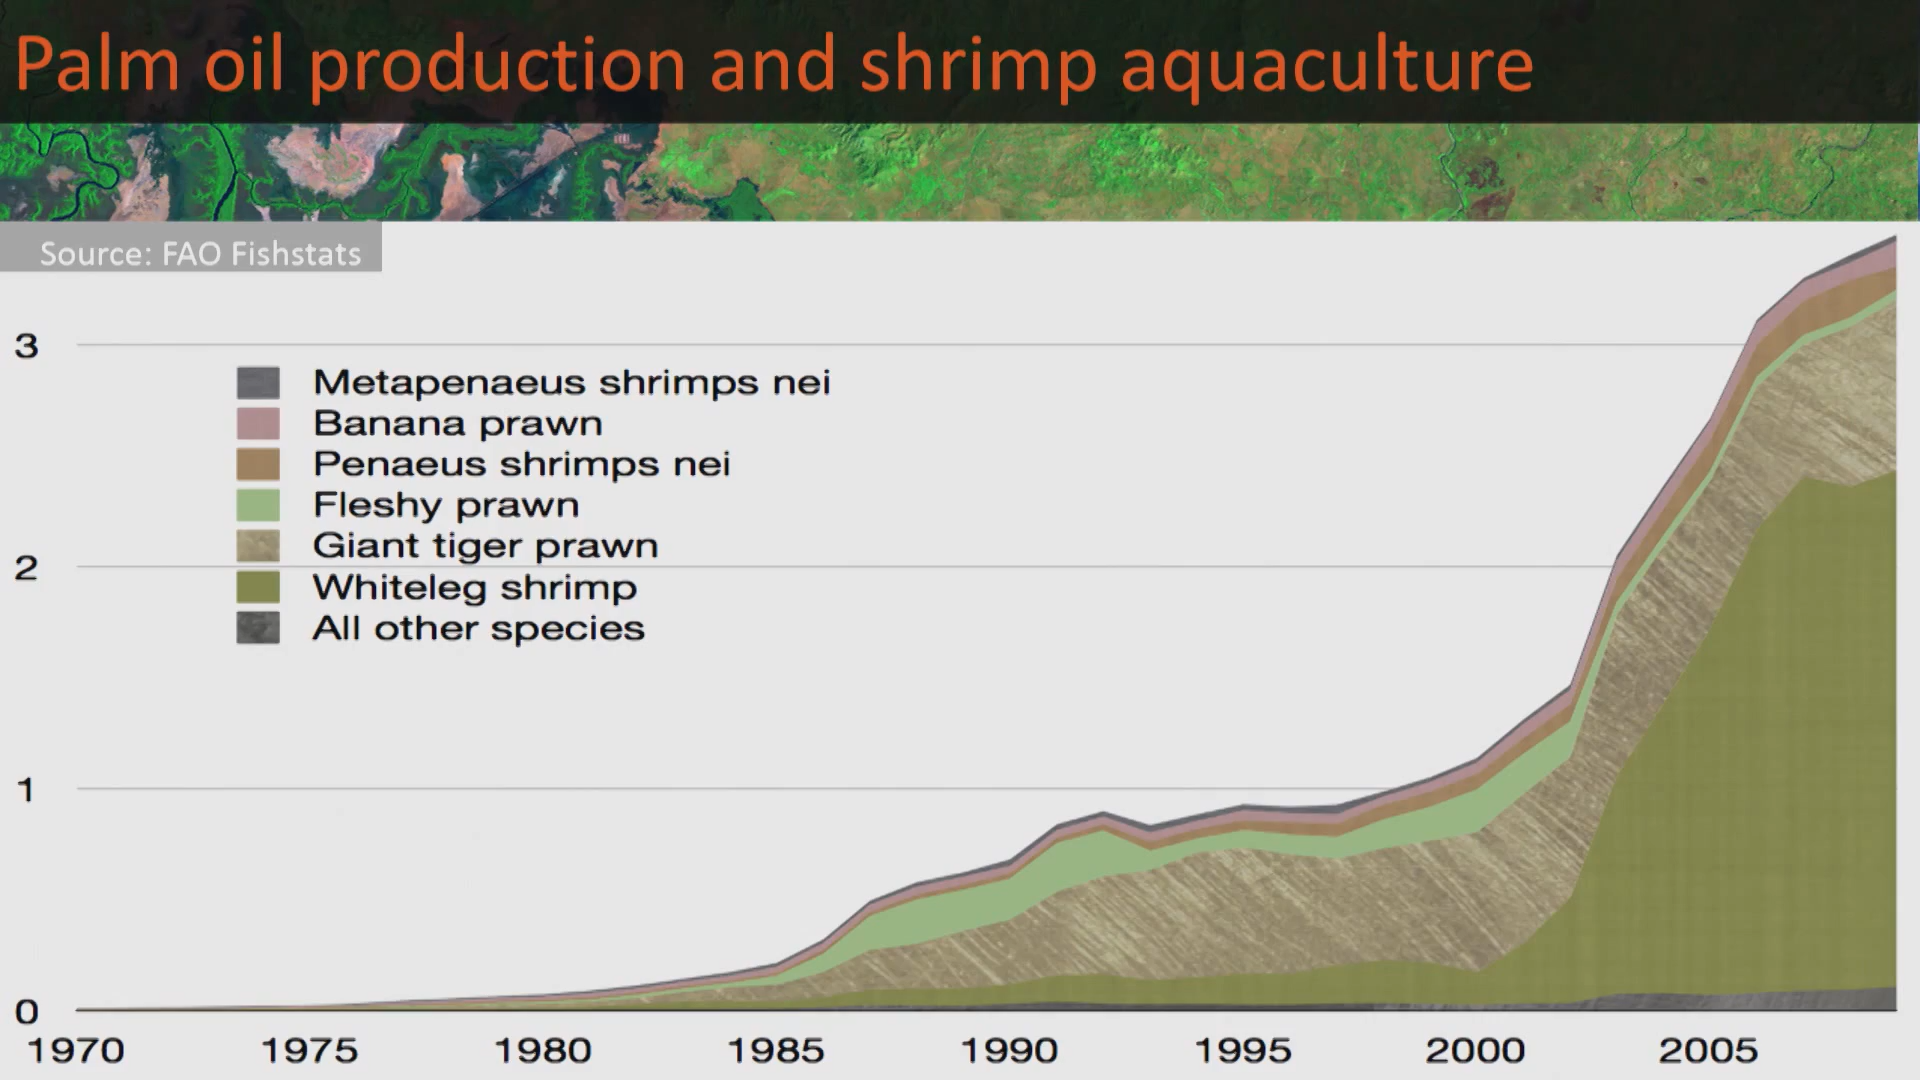 Palm oil production and shrimp aquaculture
Source: FAO Fishstats
3
Metapenaeus shrimps nei
Banana prawn
Penaeus shrimps nei
Fleshy prawn
Giant tiger prawn
2
Whiteleg shrimp
All other species
1
0
1970 1975 1980 1985 1990 1995 2000 2005